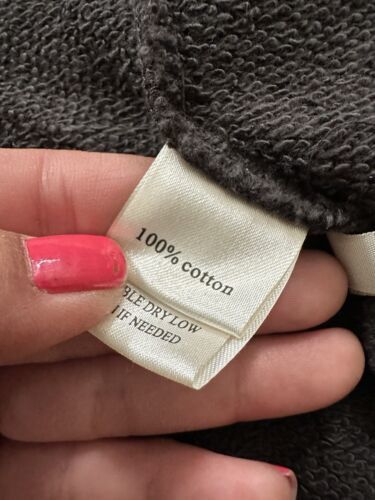 100% cotton
BLE DRY LOW
IF NEEDED